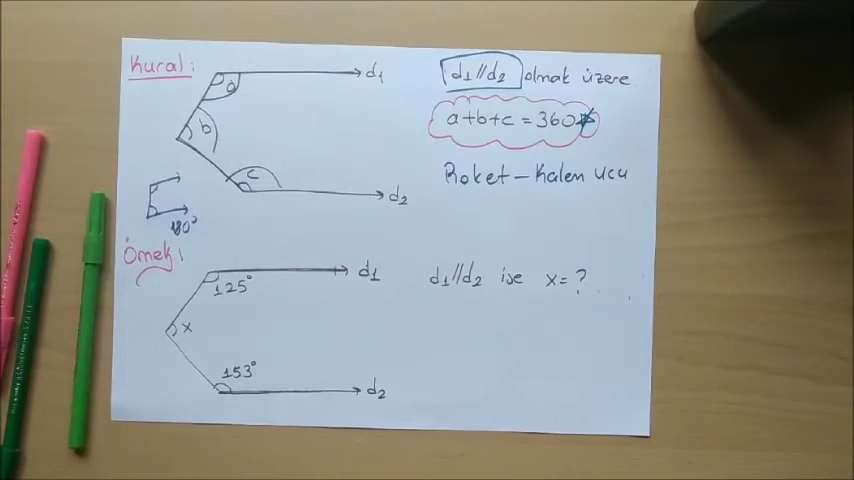 Kural:
a
d1
b
c
d2
180°
d1//d2 olmak üzere
a+b+c = 360
Roket – Kalem ucu
Örnek:
125°
d1
x
153°
d2
d1//d2 ise x= ?